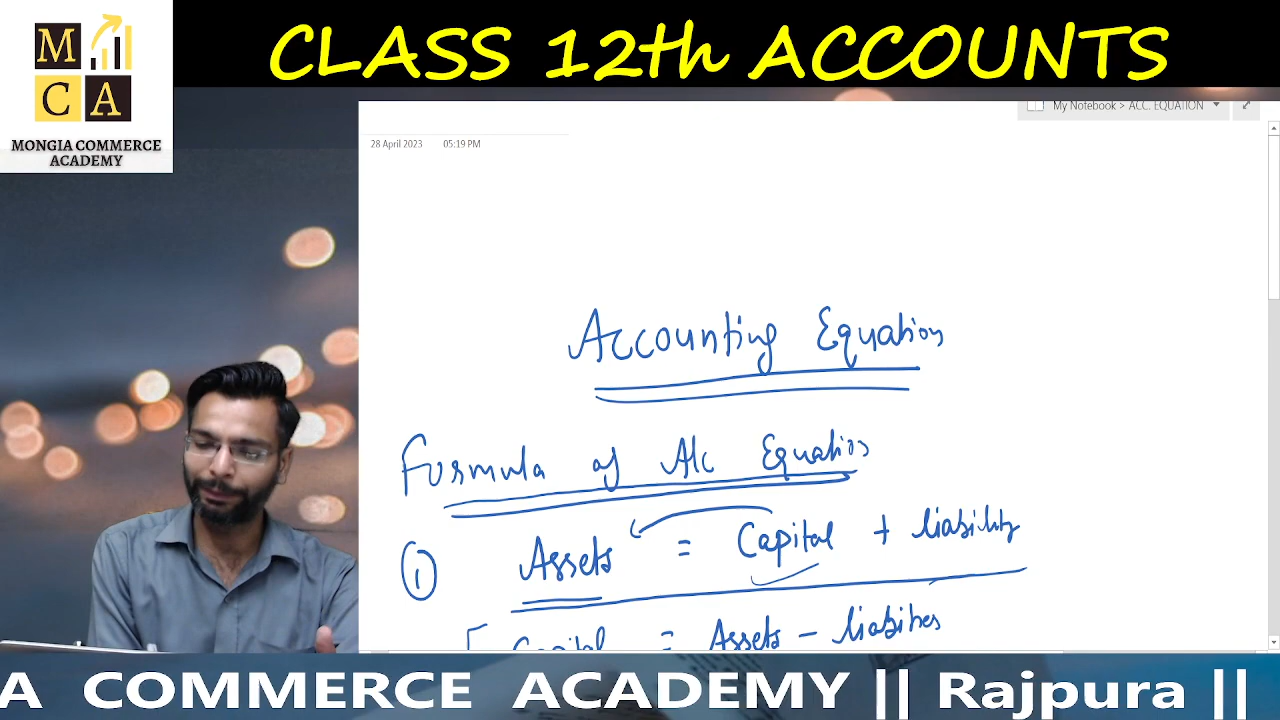 CLASS 12th ACCOUNTS
M
C A
MONGIA COMMERCE
ACADEMY
My Notebook > ACC. EQUATION
28 April 2023 05:19 PM
Accounting Equation
Formula of A/c Equation
① Assets = Capital + liability
Capital = Assets - liabilites
A COMMERCE ACADEMY || Rajpura ||